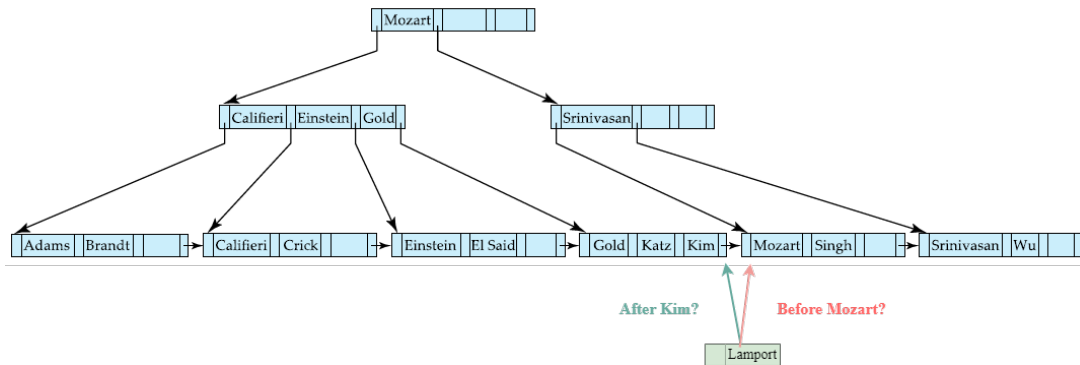 Mozart
Califieri Einstein Gold
Srinivasan
Adams Brandt
Califieri Crick
Einstein El Said
Gold Katz Kim
Mozart Singh
Srinivasan Wu
After Kim?
Before Mozart?
Lamport